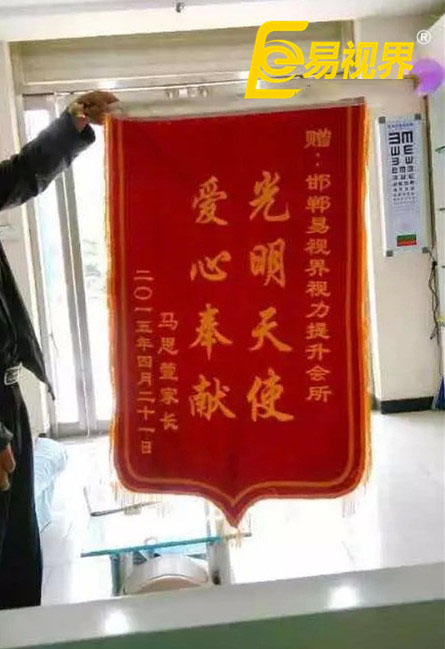 易视界®
赠：邯郸易视界视力提升会所
光明天使
爱心奉献
马思萱家长
二〇一五年四月二十一日